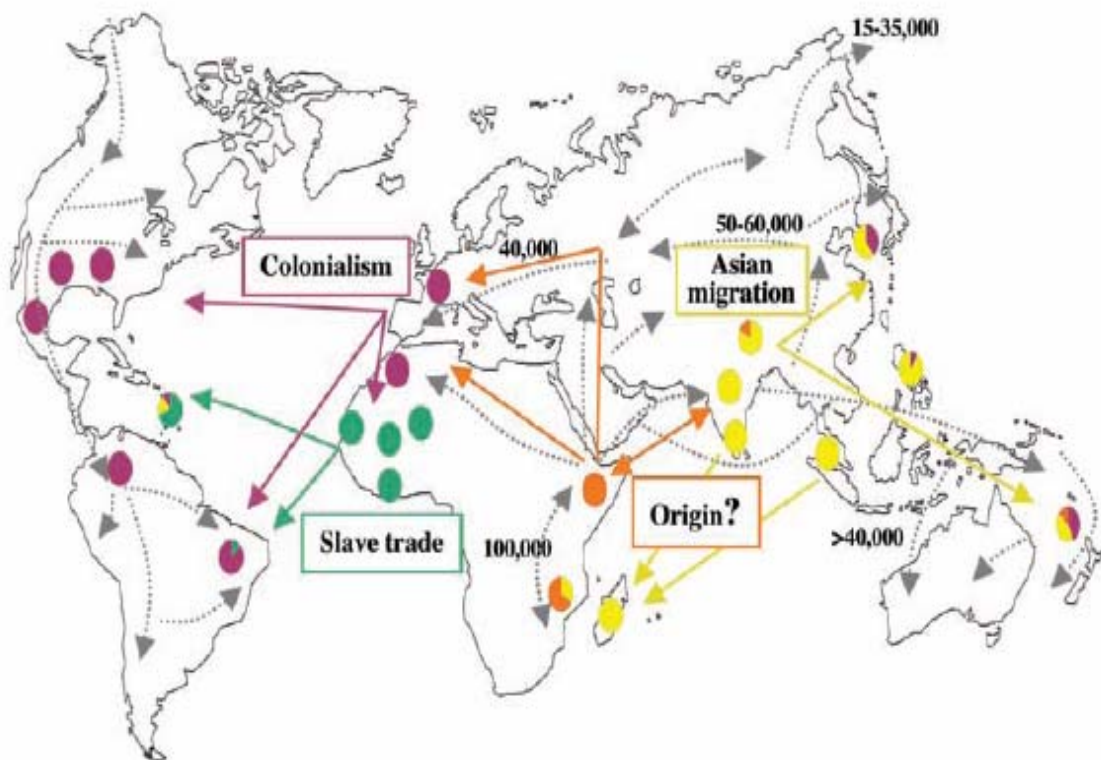 15-35,000
50-60,000
40,000
Colonialism
Asian
migration
Origin?
Slave trade
100,000
>40,000